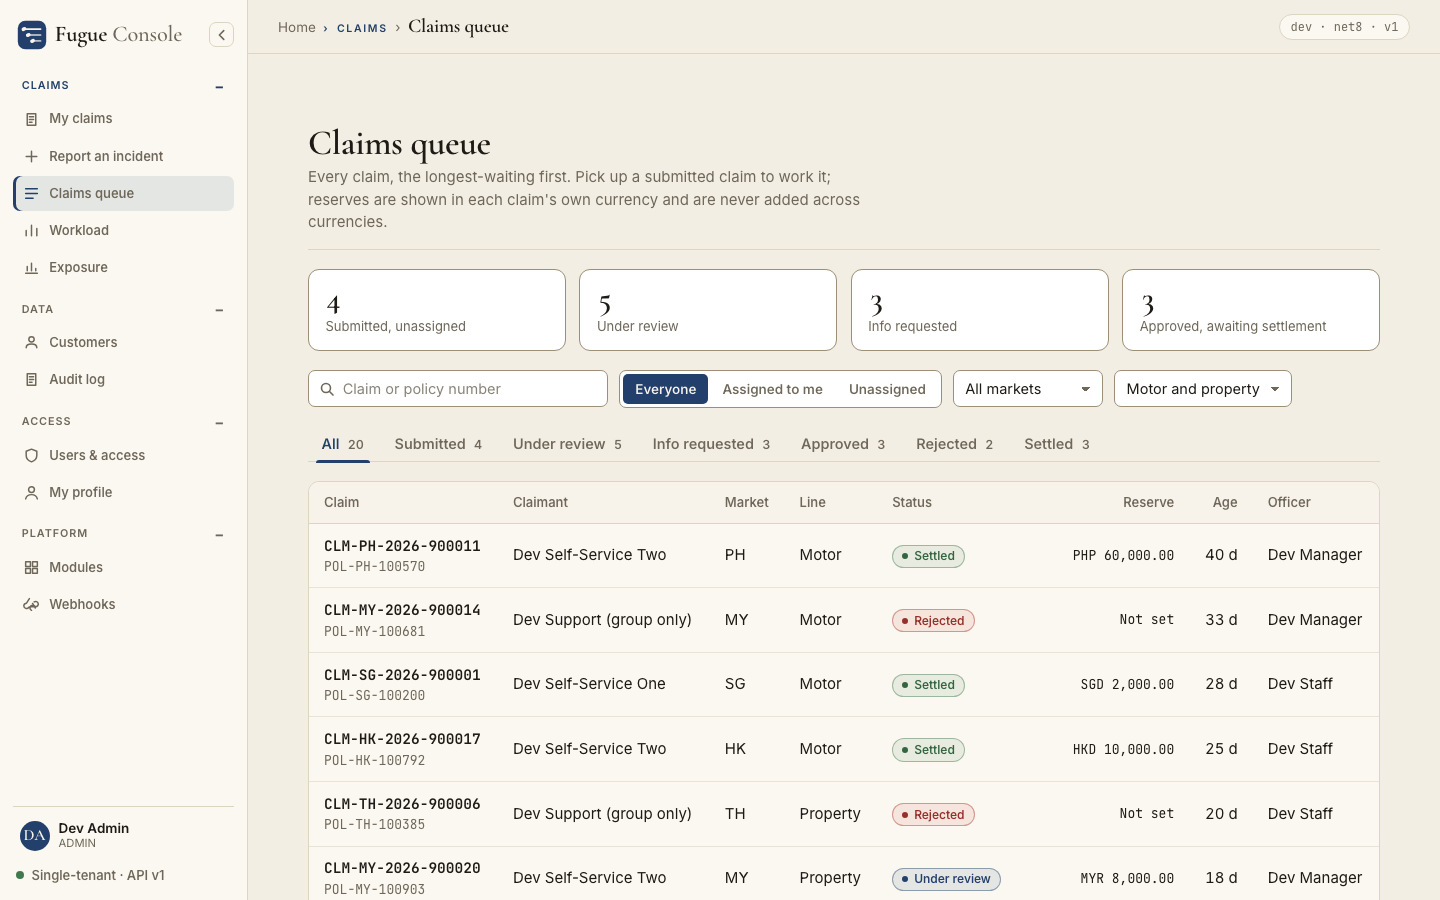 Fugue Console
CLAIMS
My claims
Report an incident
Claims queue
Workload
Exposure
DATA
Customers
Audit log
ACCESS
Users & access
My profile
PLATFORM
Modules
Webhooks
DA
Dev Admin
ADMIN
Single-tenant · API v1
Home › CLAIMS › Claims queue
dev · net8 · v1
Claims queue
Every claim, the longest-waiting first. Pick up a submitted claim to work it;
reserves are shown in each claim's own currency and are never added across
currencies.
4
Submitted, unassigned
5
Under review
3
Info requested
3
Approved, awaiting settlement
Claim or policy number
Everyone Assigned to me Unassigned
All markets
Motor and property
All 20 Submitted 4 Under review 5 Info requested 3 Approved 3 Rejected 2 Settled 3
Claim Claimant Market Line Status Reserve Age Officer
CLM-PH-2026-900011
POL-PH-100570
Dev Self-Service Two PH Motor Settled PHP 60,000.00 40 d Dev Manager
CLM-MY-2026-900014
POL-MY-100681
Dev Support (group only) MY Motor Rejected Not set 33 d Dev Manager
CLM-SG-2026-900001
POL-SG-100200
Dev Self-Service One SG Motor Settled SGD 2,000.00 28 d Dev Staff
CLM-HK-2026-900017
POL-HK-100792
Dev Self-Service Two HK Motor Settled HKD 10,000.00 25 d Dev Staff
CLM-TH-2026-900006
POL-TH-100385
Dev Support (group only) TH Property Rejected Not set 20 d Dev Staff
CLM-MY-2026-900020
POL-MY-100903
Dev Self-Service Two MY Property Under review MYR 8,000.00 18 d Dev Manager